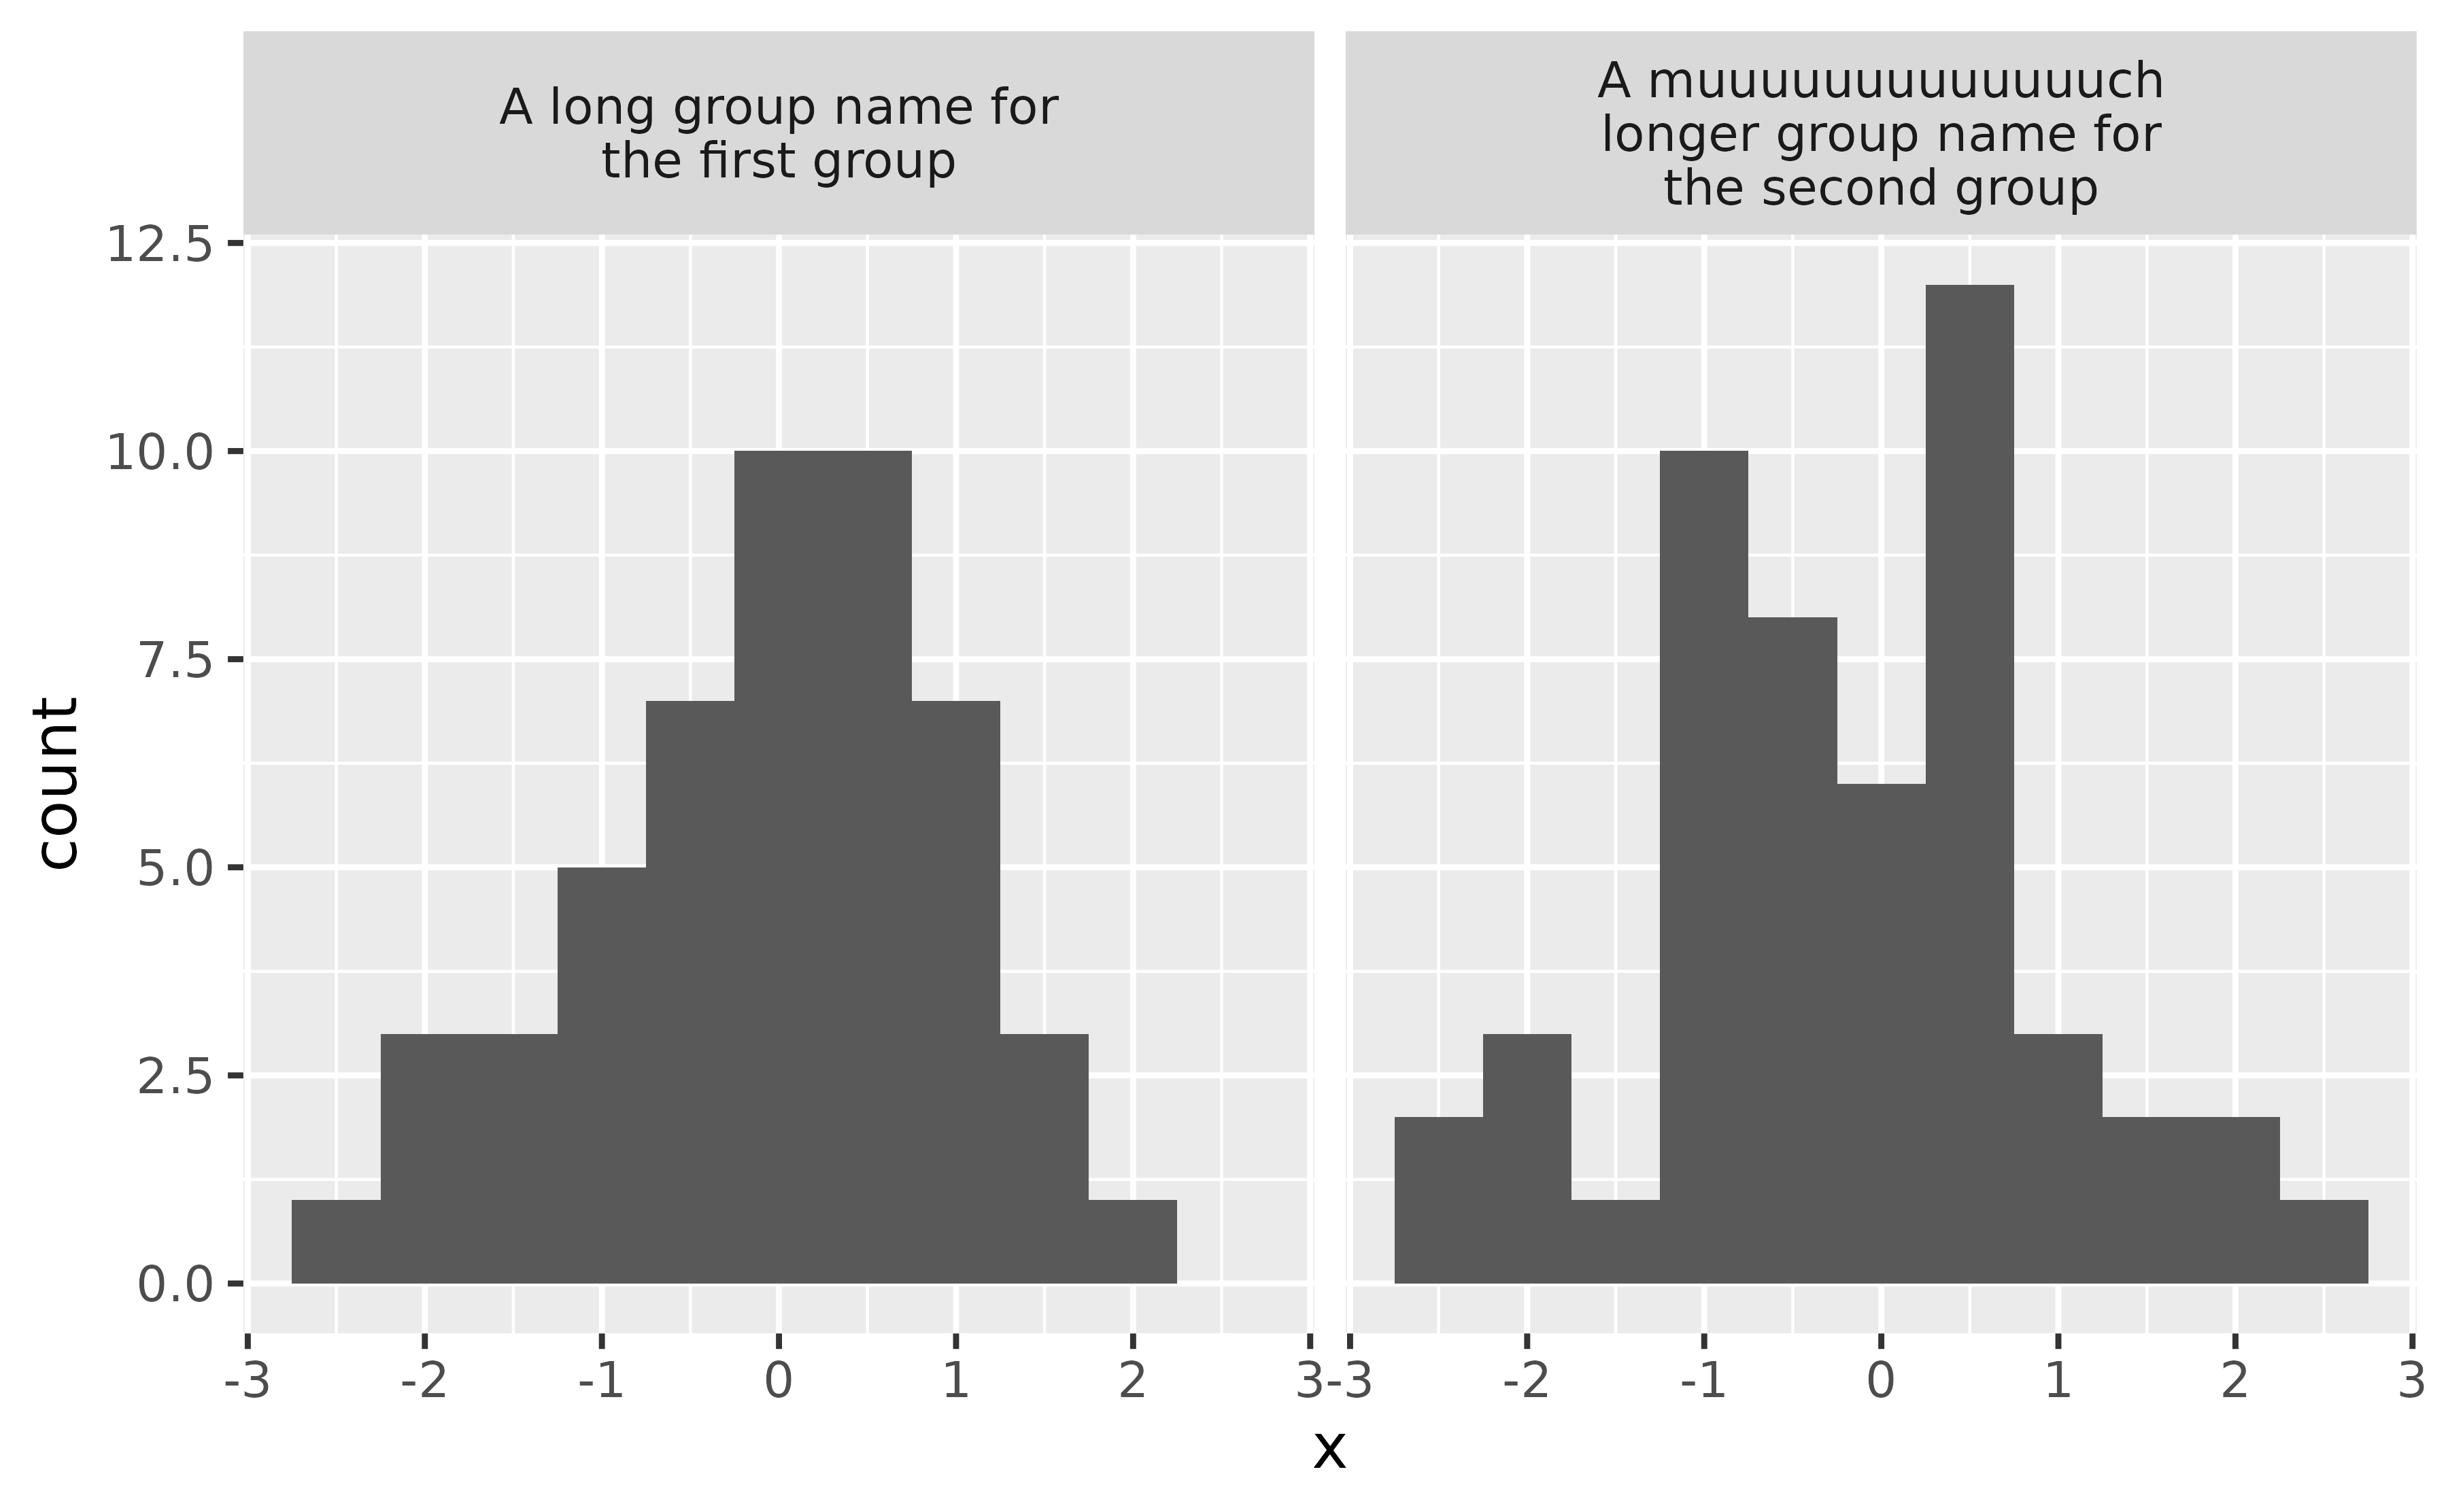 A long group name for
the first group
A muuuuuuuuuuuuuch
longer group name for
the second group
12.5
10.0
7.5
5.0
2.5
0.0
count
-3 -2 -1 0 1 2 3
-3 -2 -1 0 1 2 3
x